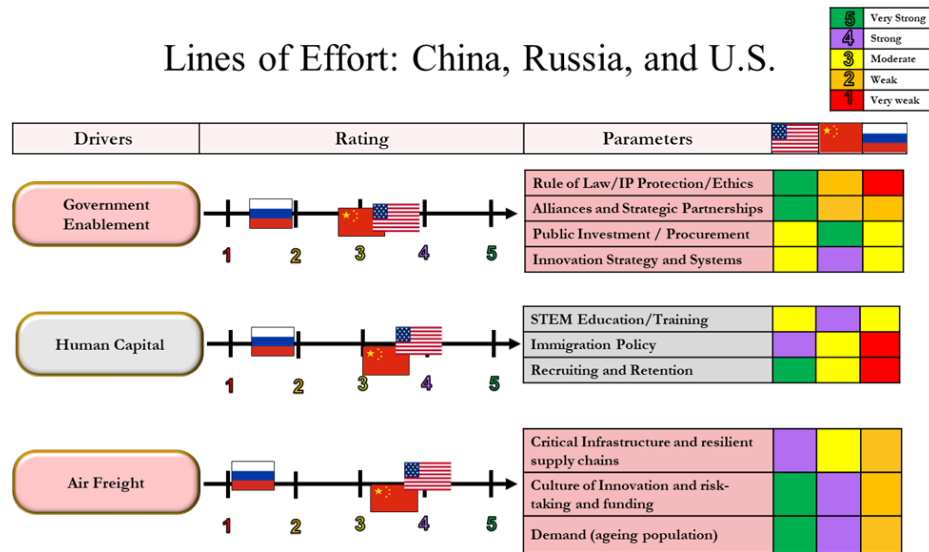 Lines of Effort: China, Russia, and U.S.
5 Very Strong
4 Strong
3 Moderate
2 Weak
1 Very weak
Drivers Rating Parameters
Government
Enablement
1 2 3 4 5
Rule of Law/IP Protection/Ethics
Alliances and Strategic Partnerships
Public Investment / Procurement
Innovation Strategy and Systems
Human Capital
1 2 3 4 5
STEM Education/Training
Immigration Policy
Recruiting and Retention
Air Freight
1 2 3 4 5
Critical Infrastructure and resilient
supply chains
Culture of Innovation and risk-
taking and funding
Demand (ageing population)